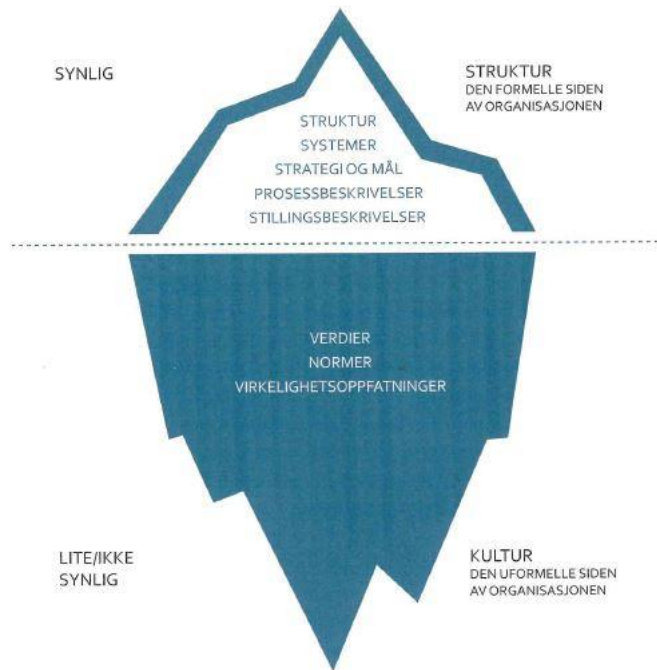 SYNLIG
STRUKTUR
DEN FORMELLE SIDEN
AV ORGANISASJONEN
STRUKTUR
SYSTEMER
STRATEGI OG MÅL
PROSESSBESKRIVELSER
STILLINGSBESKRIVELSER
VERDIER
NORMER
VIRKELIGHETSOPPFATNINGER
LITE/IKKE
SYNLIG
KULTUR
DEN UFORMELLE SIDEN
AV ORGANISASJONEN